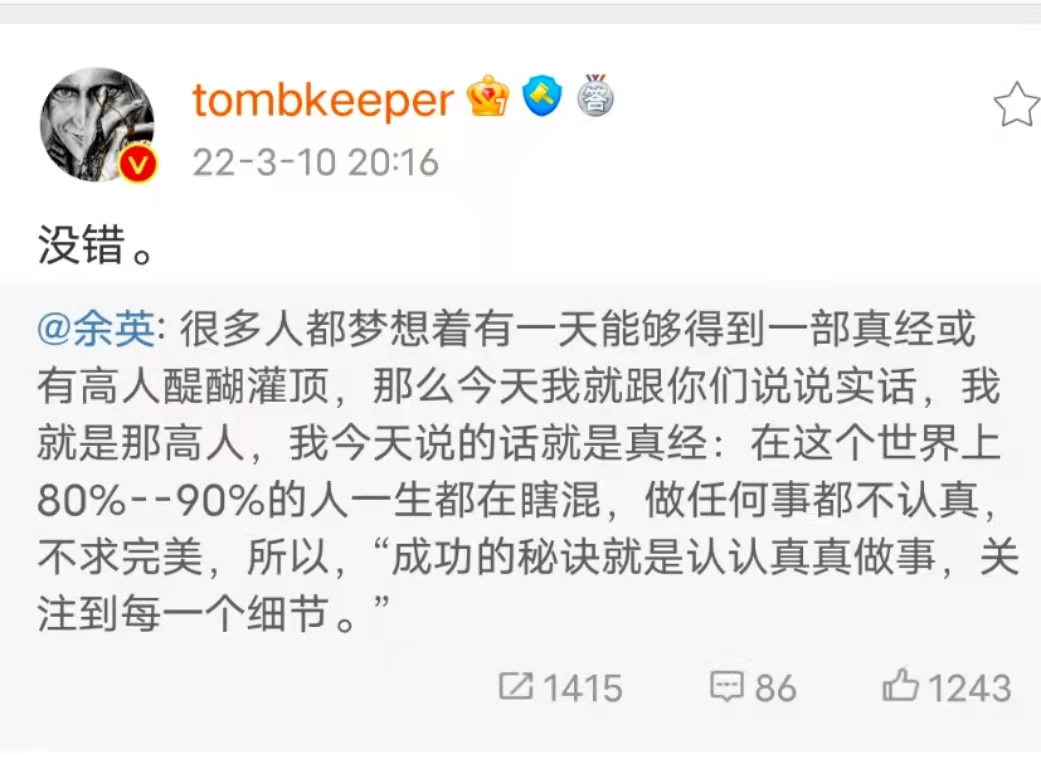 tombkeeper
22-3-10 20:16
没错。
@余英: 很多人都梦想着有一天能够得到一部真经或
有高人醍醐灌顶，那么今天我就跟你们说说实话，我
就是那高人，我今天说的话就是真经：在这个世界上
80%--90%的人一生都在瞎混，做任何事都不认真，
不求完美，所以，“成功的秘诀就是认认真真做事，关
注到每一个细节。”
1415 86 1243